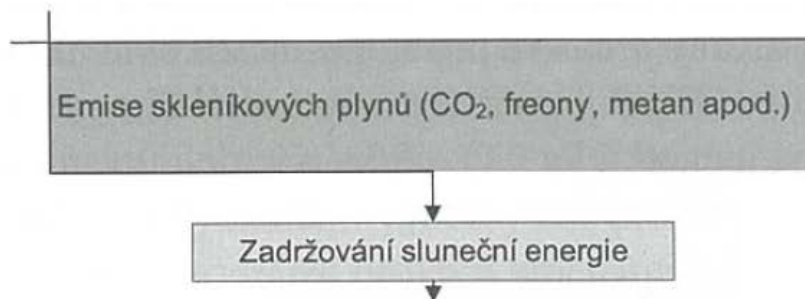 Emise skleníkových plynů (CO₂, freony, metan apod.)
Zadržování sluneční energie